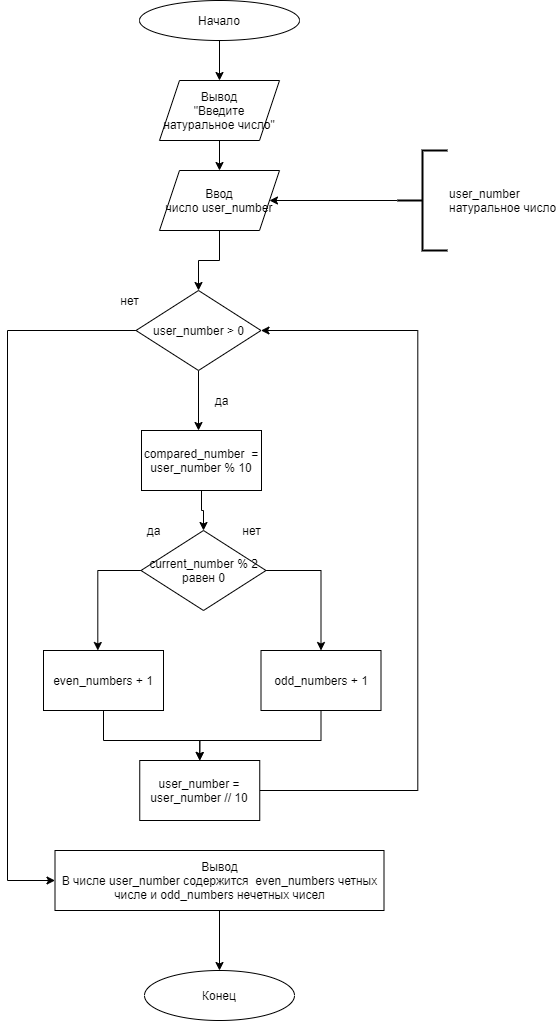 Начало
Вывод
"Введите
натуральное число"
Ввод
число user_number
user_number
натуральное число
нет
user_number > 0
да
compared_number =
user_number % 10
да
нет
current_number % 2
равен 0
even_numbers + 1
odd_numbers + 1
user_number =
user_number // 10
Вывод
В числе user_number содержится even_numbers четных
числе и odd_numbers нечетных чисел
Конец